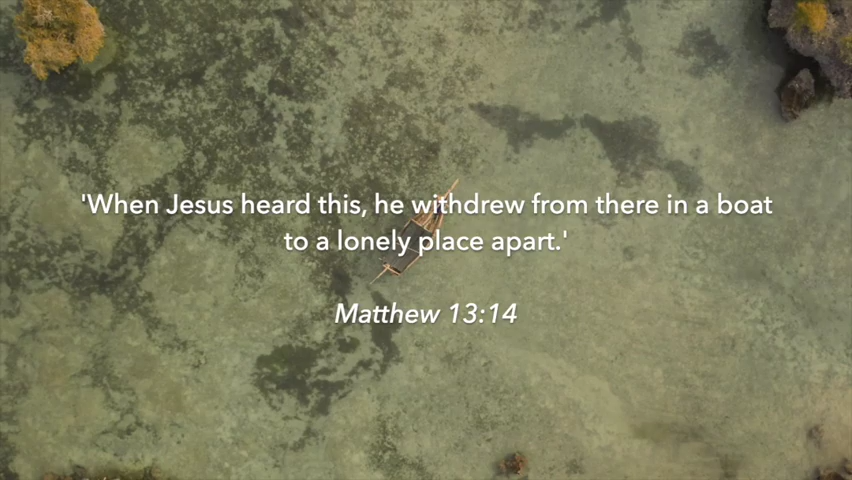 'When Jesus heard this, he withdrew from there in a boat
to a lonely place apart.'
Matthew 13:14